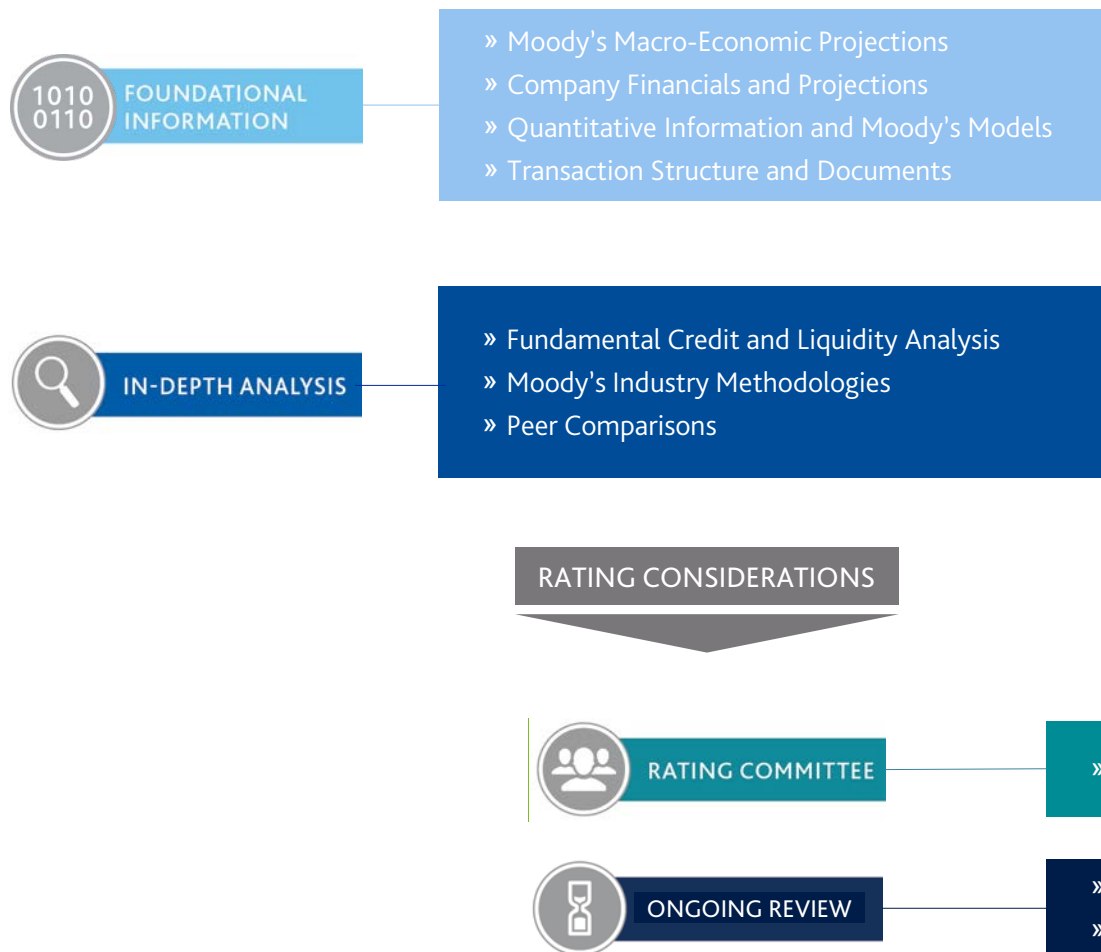 1010
0110
FOUNDATIONAL
INFORMATION
» Moody's Macro-Economic Projections
» Company Financials and Projections
» Quantitative Information and Moody's Models
» Transaction Structure and Documents
IN-DEPTH ANALYSIS
» Fundamental Credit and Liquidity Analysis
» Moody's Industry Methodologies
» Peer Comparisons
RATING CONSIDERATIONS
RATING COMMITTEE
»
ONGOING REVIEW
»
»